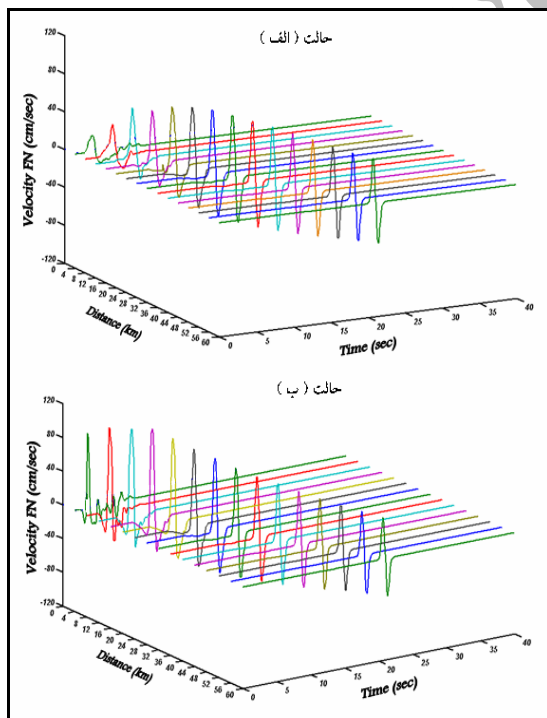 حالت ( الف )
Velocity FN (cm/sec)
120
80
40
0
-40
-80
-120
0 4 8 12 16 20 24 28 32 36 40 44 48 52 56 60
Distance (km)
0 5 10 15 20 25 30 35 40
Time (sec)
حالت ( ب )
Velocity FN (cm/sec)
120
80
40
0
-40
-80
-120
0 4 8 12 16 20 24 28 32 36 40 44 48 52 56 60
Distance (km)
0 5 10 15 20 25 30 35 40
Time (sec)